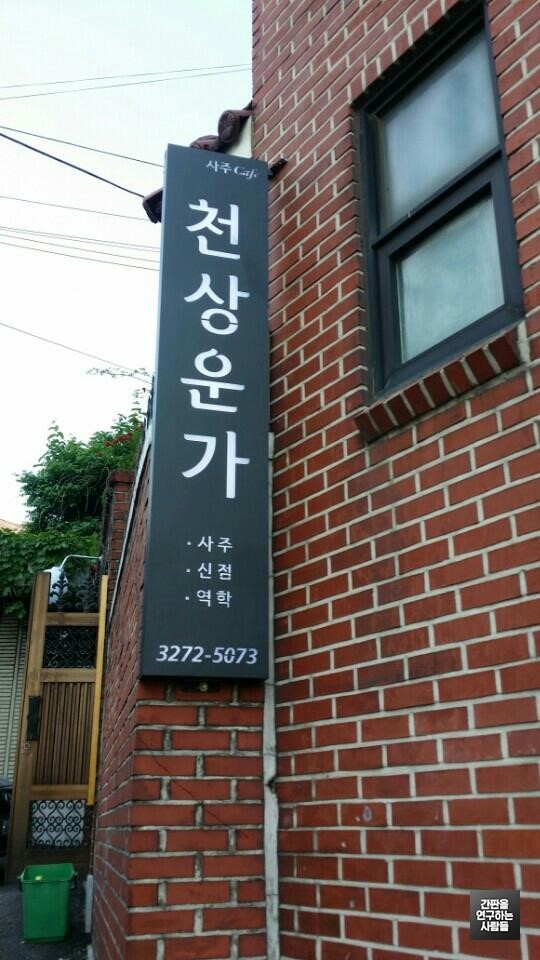 사주 Cafe
천상운가
· 사주
· 신점
· 역학
3272-5073
간판을
연구하는
사람들